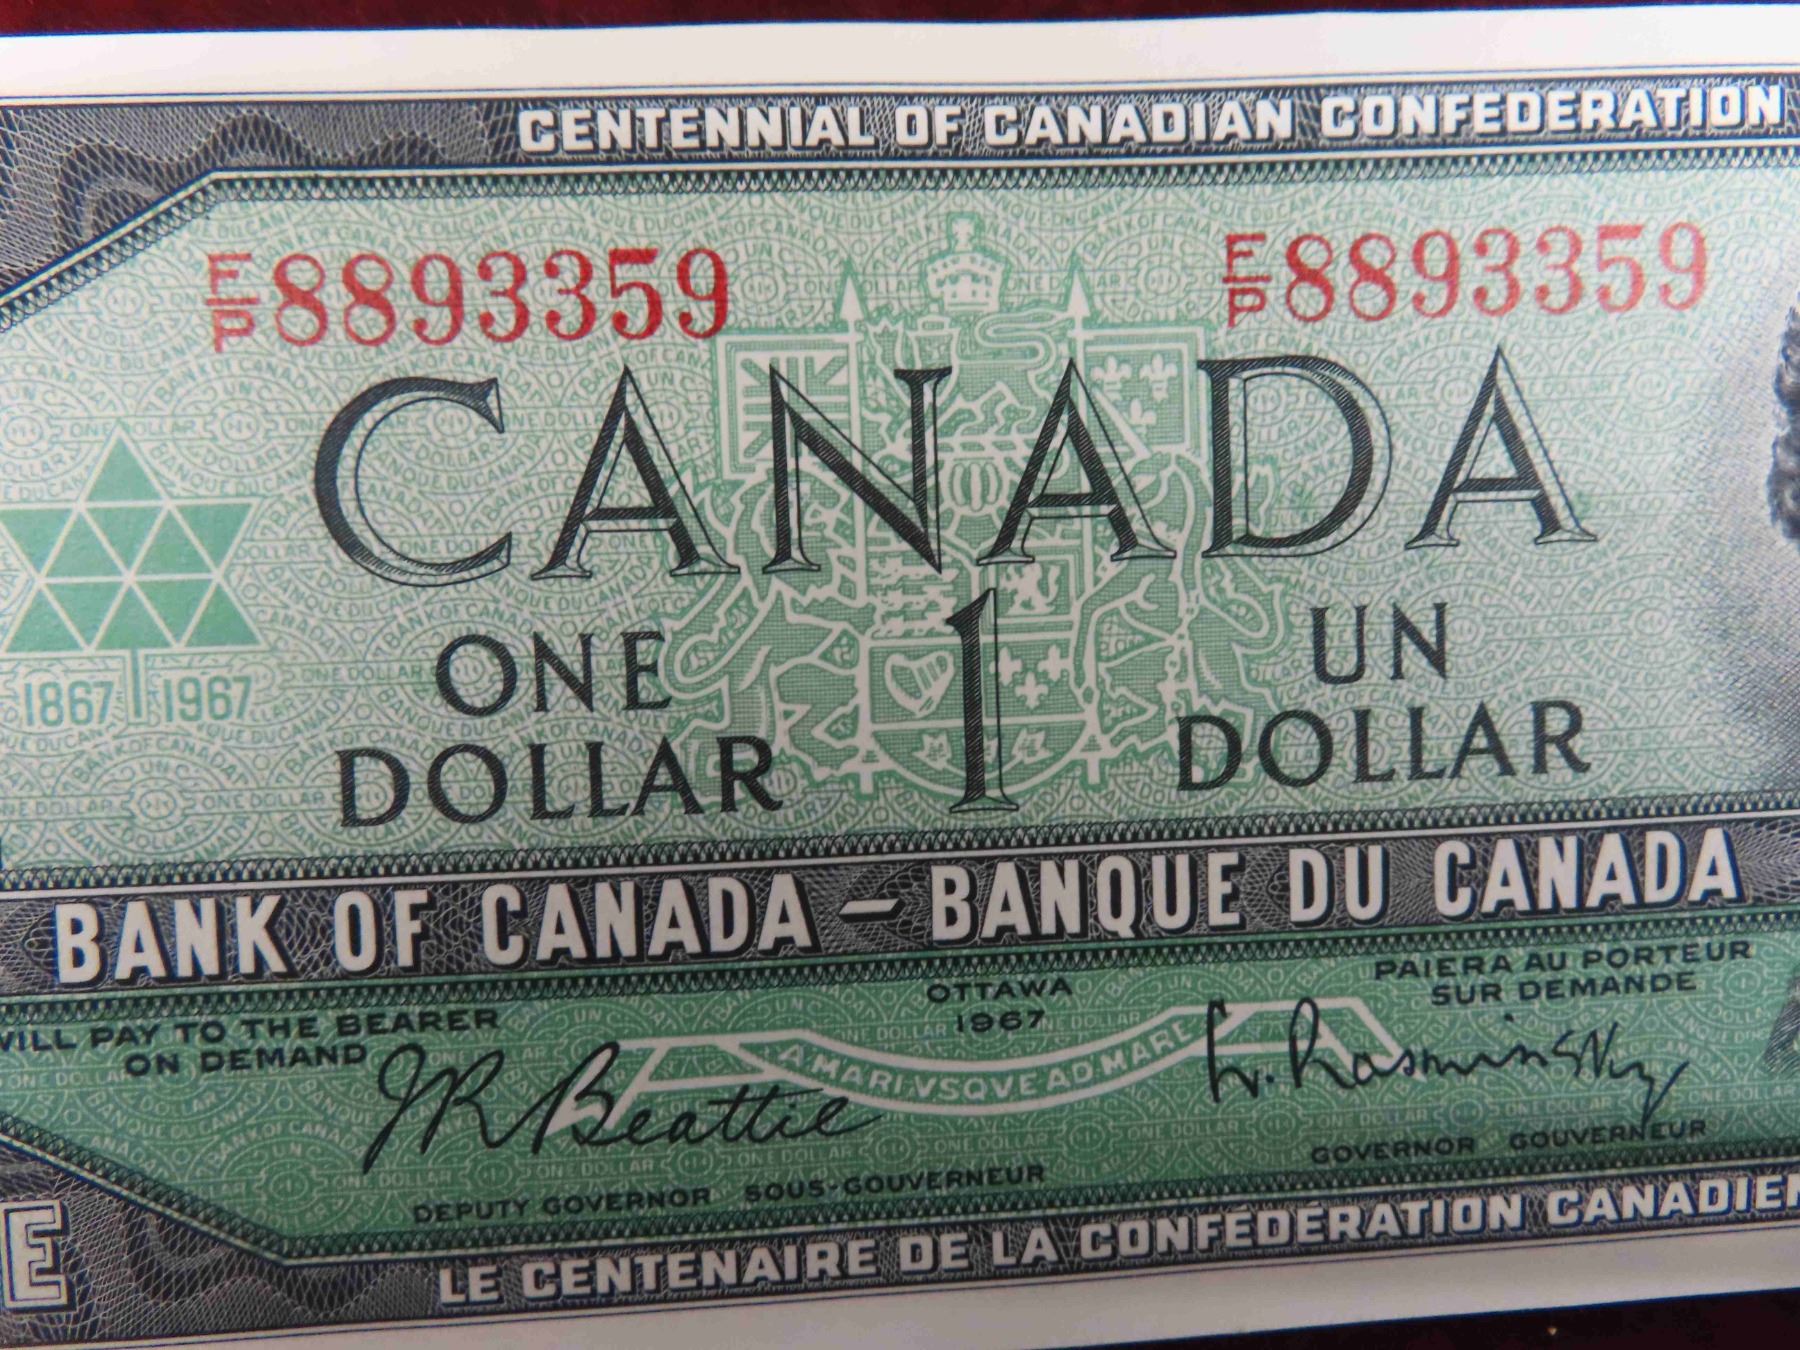 CENTENNIAL OF CANADIAN CONFEDERATION
F/P 8893359 F/P 8893359
CANADA
1867 1967
ONE DOLLAR
1
UN DOLLAR
BANK OF CANADA – BANQUE DU CANADA
WILL PAY TO THE BEARER
ON DEMAND
OTTAWA
1967
PAIERA AU PORTEUR
SUR DEMANDE
A MARI VSQVE AD MARE
JR Beattie
L. Rasminsky
DEPUTY GOVERNOR SOUS-GOUVERNEUR
GOVERNOR GOUVERNEUR
E
LE CENTENAIRE DE LA CONFÉDÉRATION CANADIEN